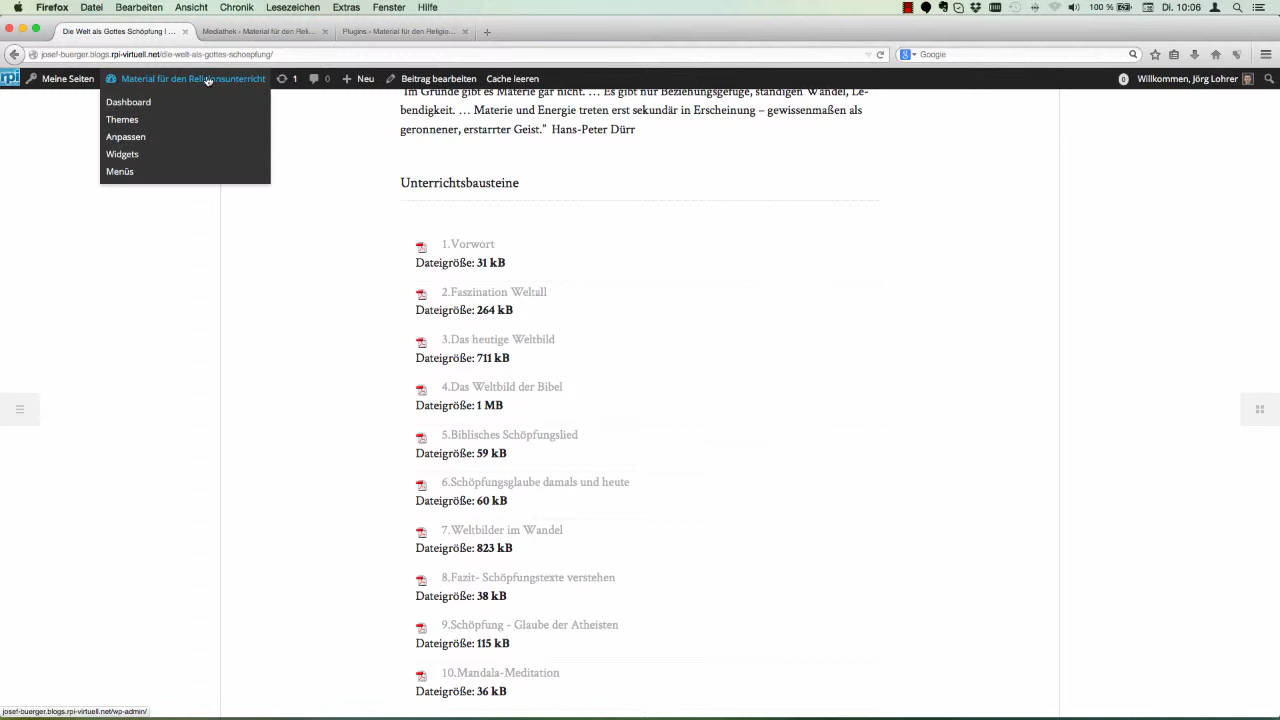 Firefox Datei Bearbeiten Ansicht Chronik Lesezeichen Extras Fenster Hilfe 100 % Di. 10:06
Die Welt als Gottes Schöpfung | Mediathek ‹ Material für den Reli... Plugins ‹ Material für den Religio...
josef-buerger.blogs.rpi-virtuell.net/die-welt-als-gottes-schoepfung/ Google
rpi Meine Seiten Material für den Religionsunterricht 1 0 Neu Beitrag bearbeiten Cache leeren 0 Willkommen, Jörg Lohrer
Dashboard
Themes
Anpassen
Widgets
Menüs
"Im Grunde gibt es Materie gar nicht. … Es gibt nur Beziehungsgefüge, ständigen Wandel, Le-
bendigkeit. … Materie und Energie treten erst sekundär in Erscheinung – gewissenmaßen als
geronnener, erstarrter Geist." Hans-Peter Dürr
Unterrichtsbausteine
1.Vorwort
Dateigröße: 31 kB
2.Faszination Weltall
Dateigröße: 264 kB
3.Das heutige Weltbild
Dateigröße: 711 kB
4.Das Weltbild der Bibel
Dateigröße: 1 MB
5.Biblisches Schöpfungslied
Dateigröße: 59 kB
6.Schöpfungsglaube damals und heute
Dateigröße: 60 kB
7.Weltbilder im Wandel
Dateigröße: 823 kB
8.Fazit- Schöpfungstexte verstehen
Dateigröße: 38 kB
9.Schöpfung - Glaube der Atheisten
Dateigröße: 115 kB
10.Mandala-Meditation
Dateigröße: 36 kB
josef-buerger.blogs.rpi-virtuell.net/wp-admin/